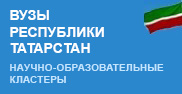 ВУЗЫ
РЕСПУБЛИКИ
ТАТАРСТАН
НАУЧНО-ОБРАЗОВАТЕЛЬНЫЕ
КЛАСТЕРЫ